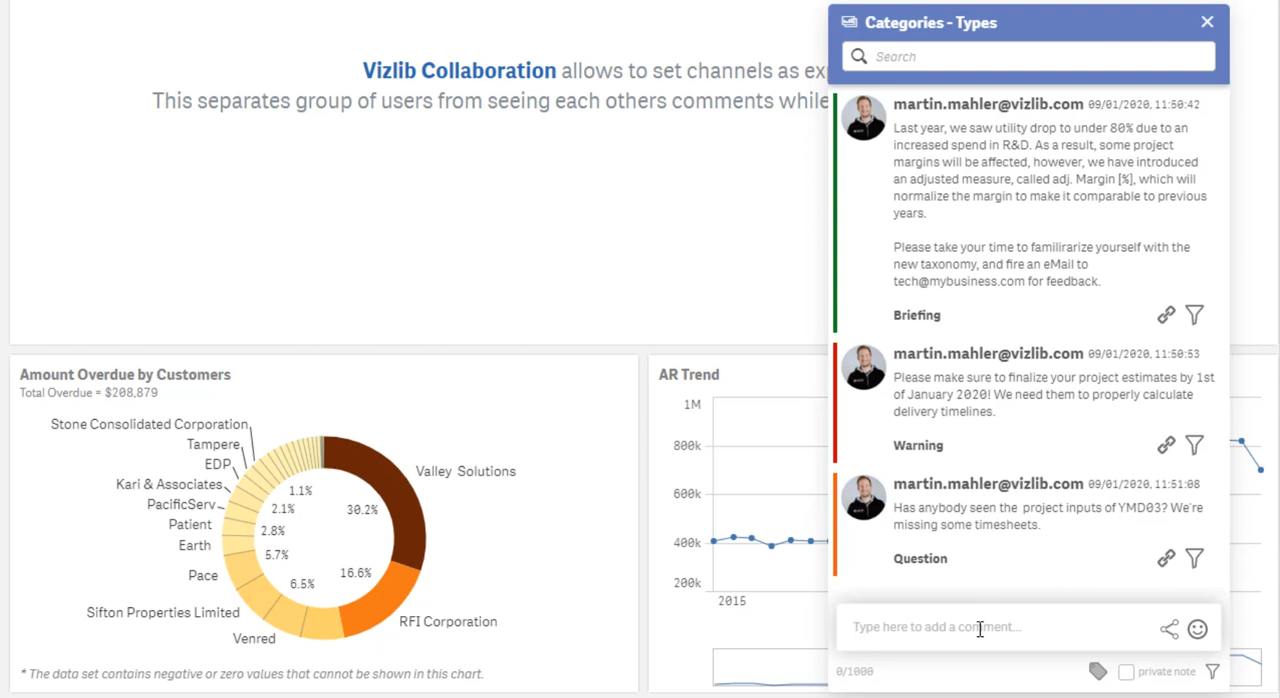 Vizlib Collaboration allows to set channels as ex
This separates group of users from seeing each others comments while
Categories - Types
Search
martin.mahler@vizlib.com 09/01/2020, 11:50:42
Last year, we saw utility drop to under 80% due to an
increased spend in R&D. As a result, some project
margins will be affected, however, we have introduced
an adjusted measure, called adj. Margin [%], which will
normalize the margin to make it comparable to previous
years.
Please take your time to familirarize yourself with the
new taxonomy, and fire an eMail to
tech@mybusiness.com for feedback.
Briefing
martin.mahler@vizlib.com 09/01/2020, 11:50:53
Please make sure to finalize your project estimates by 1st
of January 2020! We need them to properly calculate
delivery timelines.
Warning
martin.mahler@vizlib.com 09/01/2020, 11:51:08
Has anybody seen the project inputs of YMD03? We're
missing some timesheets.
Question
Type here to add a comment...
0/1000
private note
Amount Overdue by Customers
Total Overdue = $208,879
Stone Consolidated Corporation
Tampere
EDP
Kari & Associates
PacificServ
Patient
Earth
Pace
Sifton Properties Limited
Venred
Valley Solutions
RFI Corporation
1.1%
2.1%
2.8%
5.7%
6.5%
16.6%
30.2%
* The data set contains negative or zero values that cannot be shown in this chart.
AR Trend
1M
800k
600k
400k
200k
2015